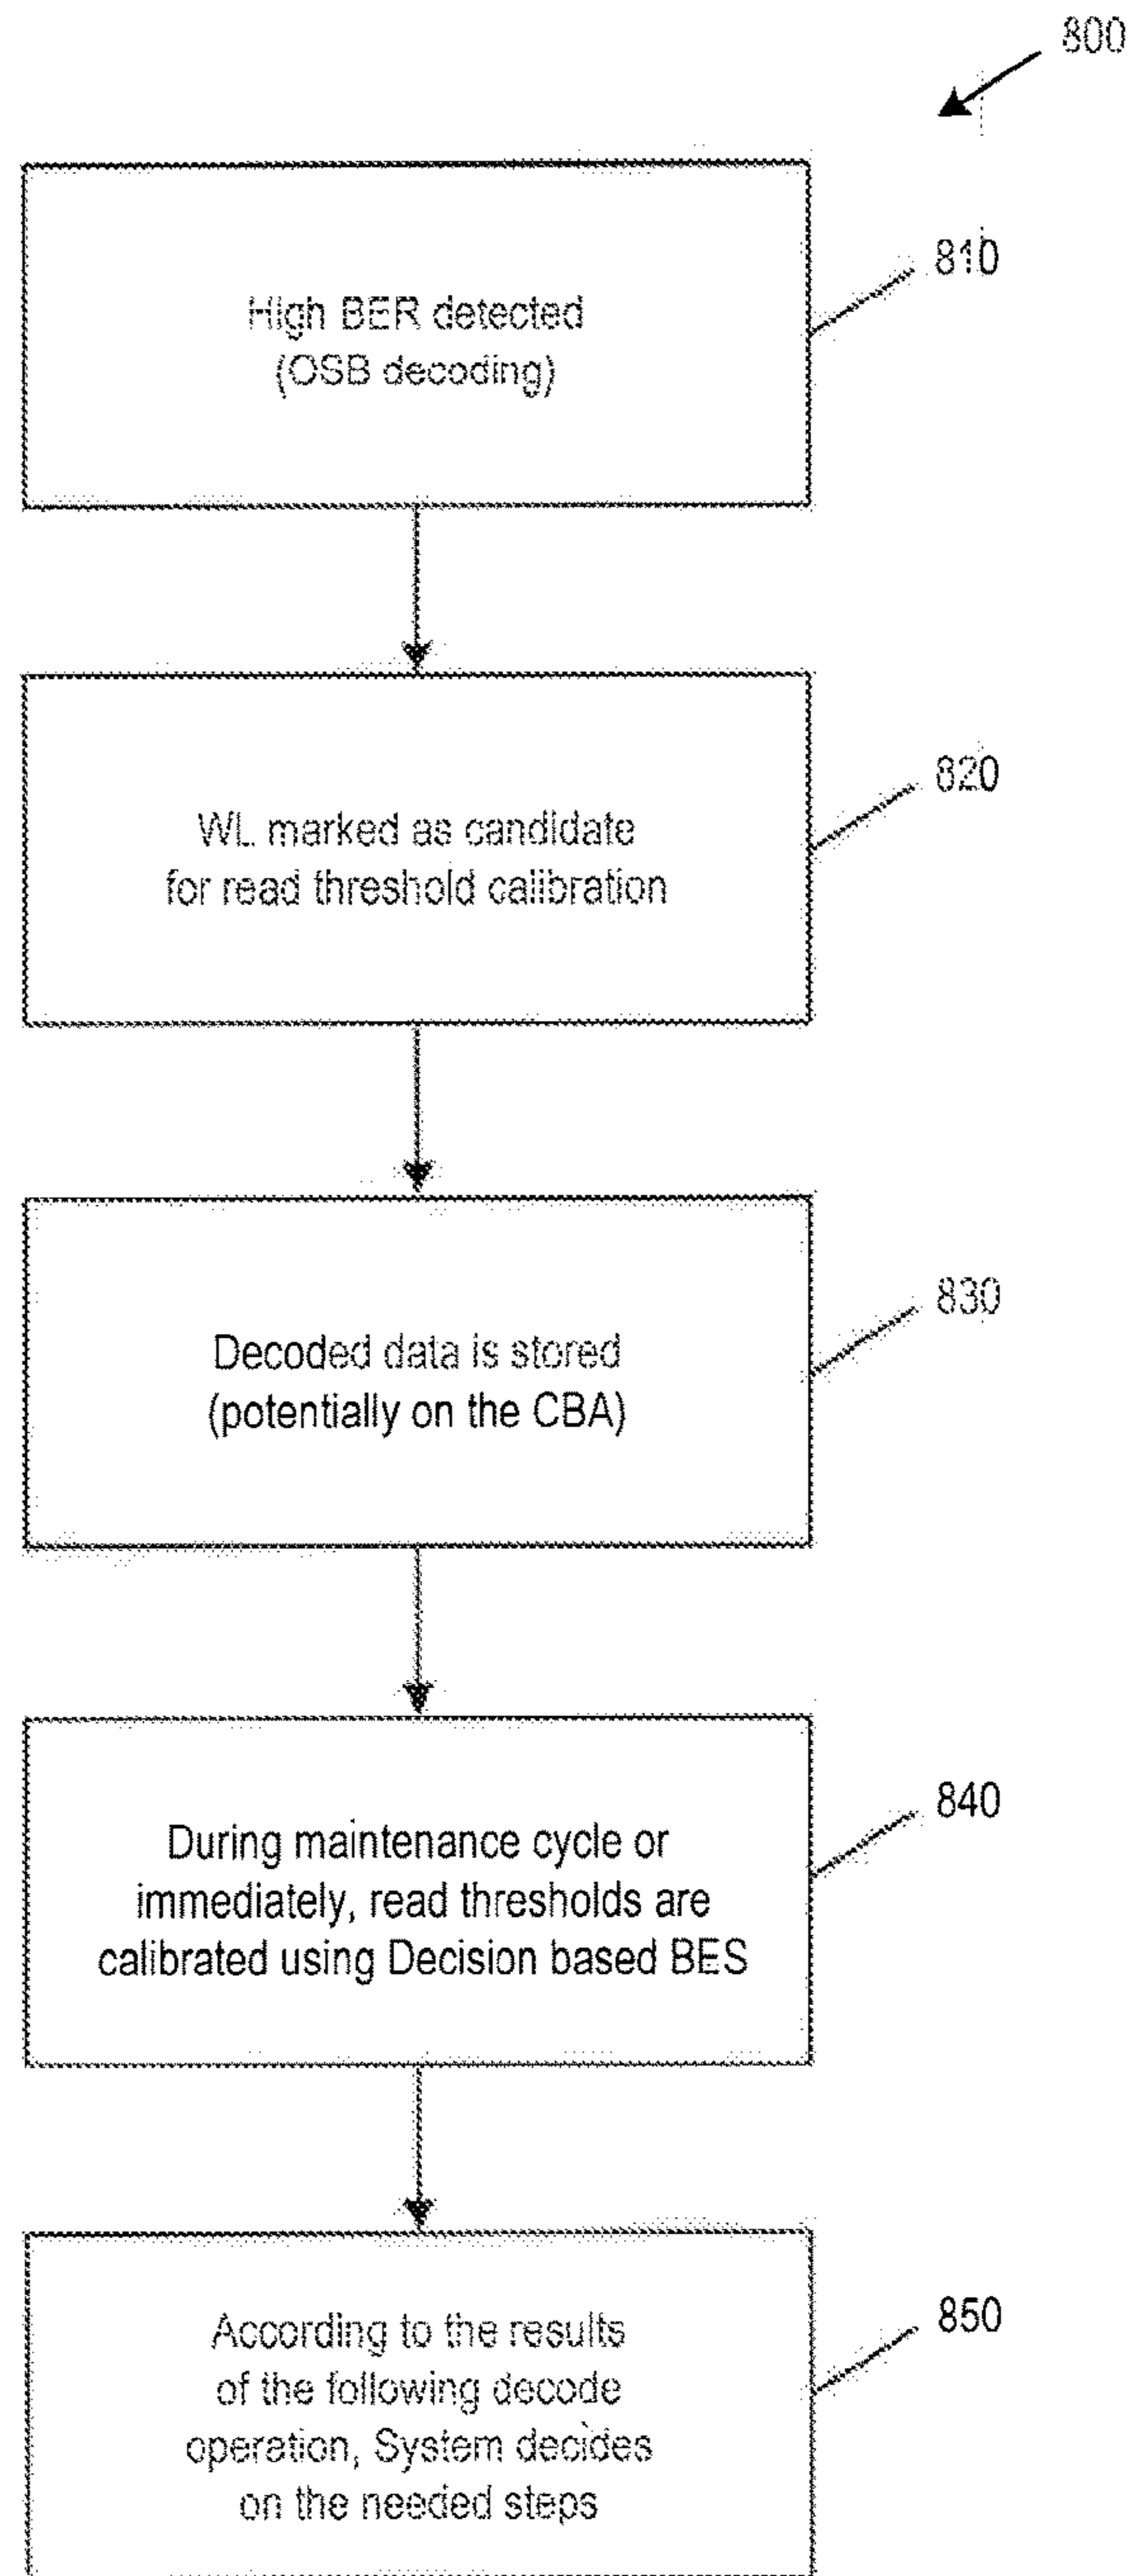 800
High BER detected
(OSB decoding)
810
WL marked as candidate
for read threshold calibration
820
Decoded data is stored
(potentially on the CBA)
830
During maintenance cycle or
immediately, read thresholds are
calibrated using Decision based BES
840
According to the results
of the following decode
operation, System decides
on the needed steps
850